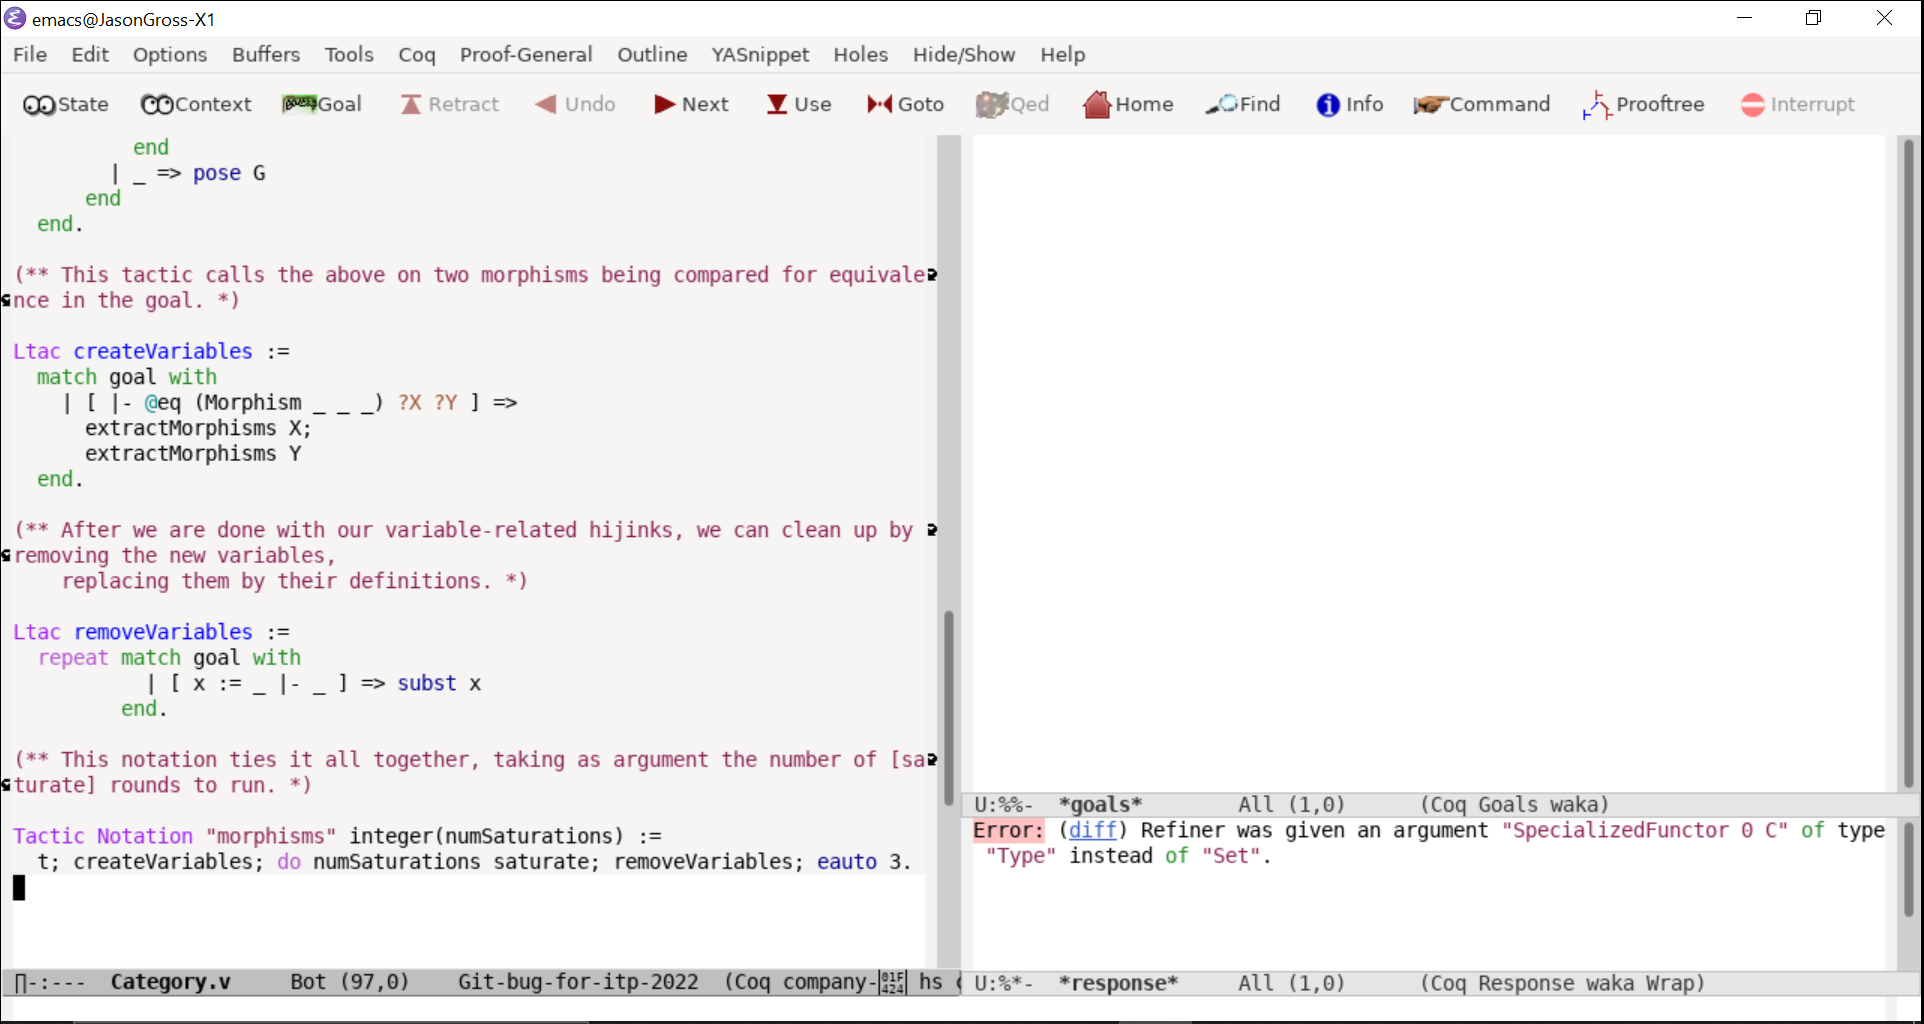 emacs@JasonGross-X1
File Edit Options Buffers Tools Coq Proof-General Outline YASnippet Holes Hide/Show Help
State Context Goal Retract Undo Next Use Goto Qed Home Find Info Command Prooftree Interrupt
end
| _ => pose G
end
end.
(** This tactic calls the above on two morphisms being compared for equivale
nce in the goal. *)
Ltac createVariables :=
match goal with
| [ |- @eq (Morphism _ _ _) ?X ?Y ] =>
extractMorphisms X;
extractMorphisms Y
end.
(** After we are done with our variable-related hijinks, we can clean up by
removing the new variables,
replacing them by their definitions. *)
Ltac removeVariables :=
repeat match goal with
| [ x := _ |- _ ] => subst x
end.
(** This notation ties it all together, taking as argument the number of [sa
turate] rounds to run. *)
Tactic Notation "morphisms" integer(numSaturations) :=
t; createVariables; do numSaturations saturate; removeVariables; eauto 3.
∏-:--- Category.v Bot (97,0) Git-bug-for-itp-2022 (Coq company-01F424 hs
U:%%- *goals* All (1,0) (Coq Goals waka)
Error: (diff) Refiner was given an argument "SpecializedFunctor 0 C" of type
"Type" instead of "Set".
U:%*- *response* All (1,0) (Coq Response waka Wrap)